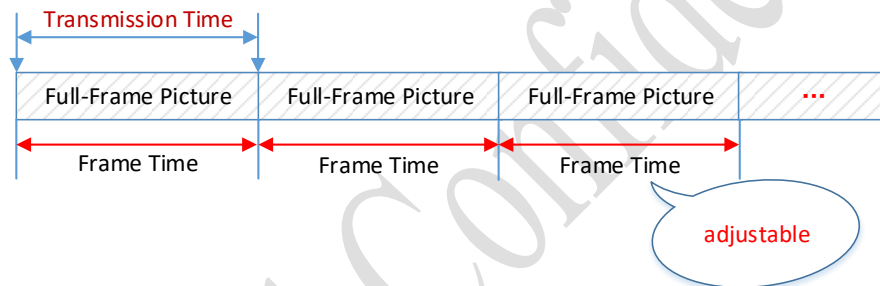 Transmission Time
Full-Frame Picture Full-Frame Picture Full-Frame Picture ...
Frame Time Frame Time Frame Time
adjustable